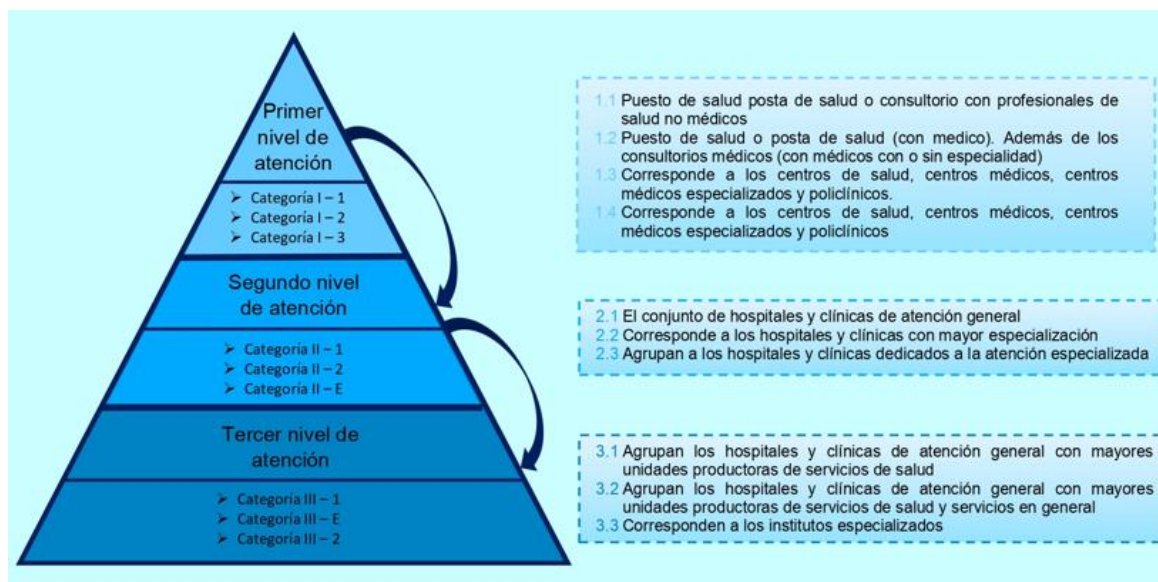 Primer
nivel de
atención
➢ Categoría I – 1
➢ Categoría I – 2
➢ Categoría I – 3
Segundo nivel
de atención
➢ Categoría II – 1
➢ Categoría II – 2
➢ Categoría II – E
Tercer nivel de
atención
➢ Categoría III – 1
➢ Categoría III – E
➢ Categoría III – 2
1.1 Puesto de salud posta de salud o consultorio con profesionales de
salud no médicos
1.2 Puesto de salud o posta de salud (con medico). Además de los
consultorios médicos (con médicos con o sin especialidad)
1.3 Corresponde a los centros de salud, centros médicos, centros
médicos especializados y policlínicos.
1.4 Corresponde a los centros de salud, centros médicos, centros
médicos especializados y policlínicos
2.1 El conjunto de hospitales y clínicas de atención general
2.2 Corresponde a los hospitales y clínicas con mayor especialización
2.3 Agrupan a los hospitales y clínicas dedicados a la atención especializada
3.1 Agrupan los hospitales y clínicas de atención general con mayores
unidades productoras de servicios de salud
3.2 Agrupan los hospitales y clínicas de atención general con mayores
unidades productoras de servicios de salud y servicios en general
3.3 Corresponden a los institutos especializados